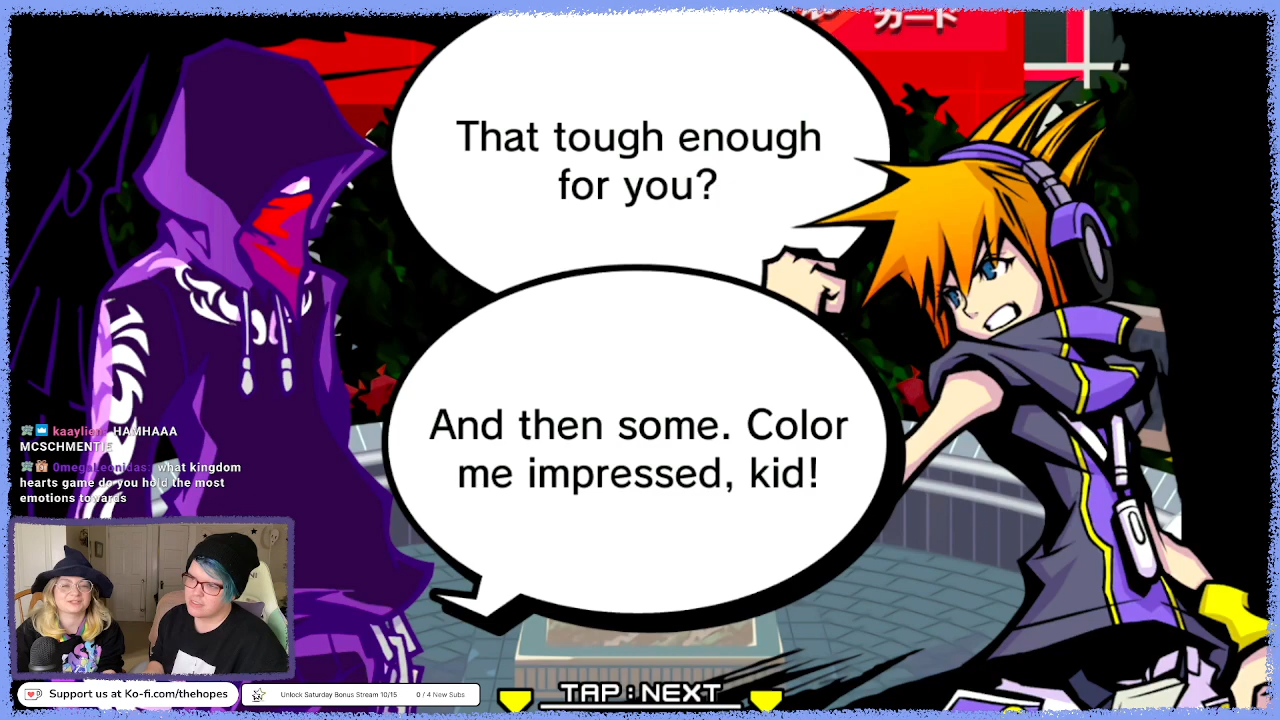 カード
That tough enough
for you?
And then some. Color
me impressed, kid!
HAMHAAA
MCSCHMENTIE
0megaLeonidas: what kingdom
hearts game do you hold the most
emotions towards
Support us at Ko-fi.com/thehopes
Unlock Saturday Bonus Stream 10/15
0 / 4 New Subs
TAP : NEXT